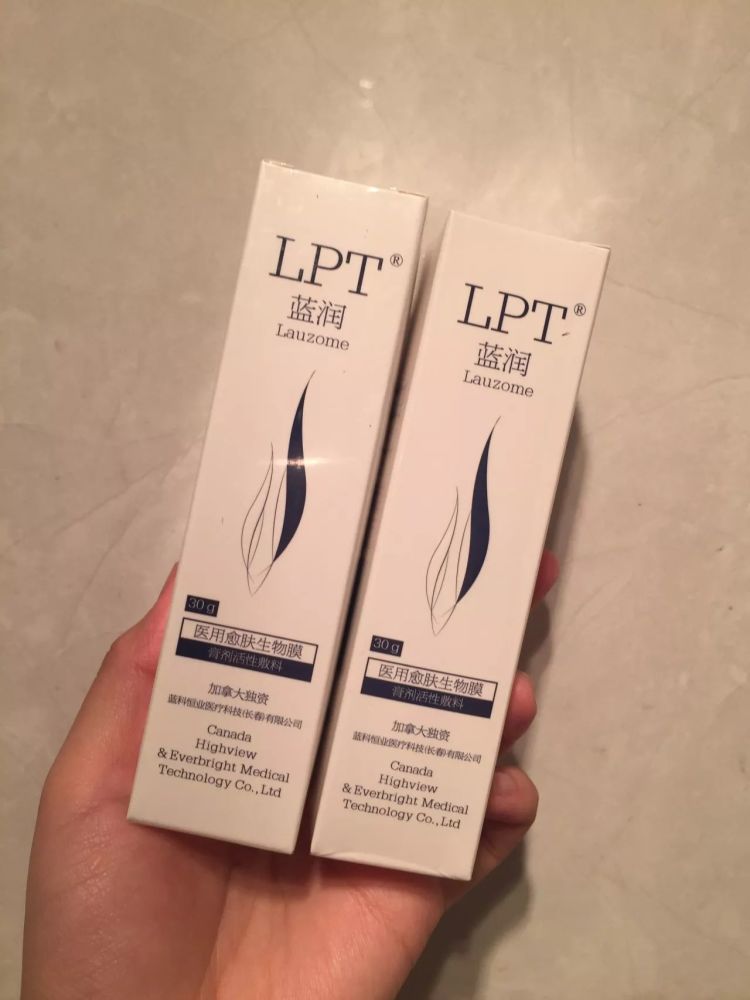 LPT®
蓝润
Lauzome
30g
医用愈肤生物膜
膏剂活性敷料
加拿大独资
蓝科恒业医疗科技(长春)有限公司
Canada
Highview
& Everbright Medical
Technology Co., Ltd
LPT®
蓝润
Lauzome
30g
医用愈肤生物膜
膏剂活性敷料
加拿大独资
蓝科恒业医疗科技(长春)有限公司
Canada
Highview
& Everbright Medical
Technology Co., Ltd